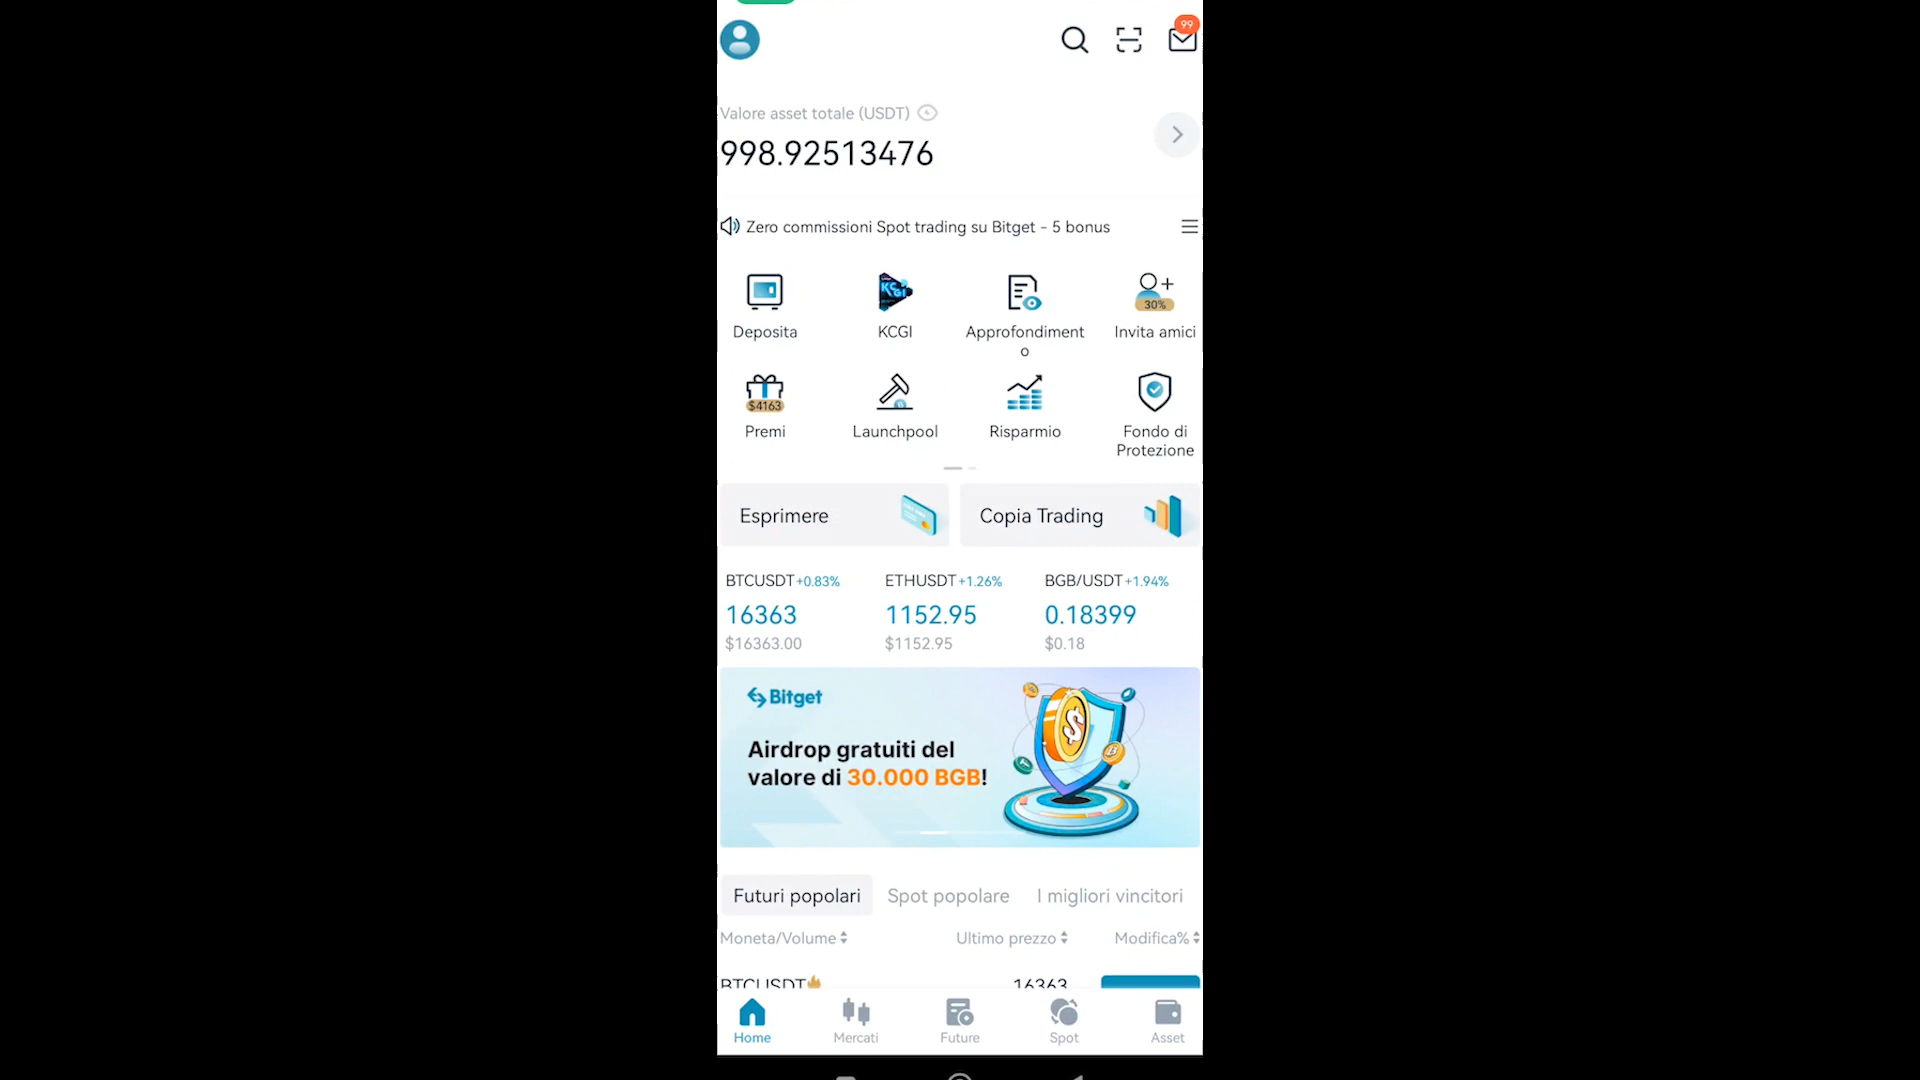 99
Valore asset totale (USDT)
998.92513476
Zero commissioni Spot trading su Bitget - 5 bonus
Deposita
KCGI
KCGI
Approfondiment
o
30%
Invita amici
$4163
Premi
Launchpool
Risparmio
Fondo di
Protezione
Esprimere
Copia Trading
BTCUSDT+0.83%
ETHUSDT+1.26%
BGB/USDT+1.94%
16363
1152.95
0.18399
$16363.00
$1152.95
$0.18
Bitget
Airdrop gratuiti del
valore di 30.000 BGB!
Futuri popolari
Spot popolare
I migliori vincitori
Moneta/Volume
Ultimo prezzo
Modifica%
BTCUSDT
16363
Home
Mercati
Future
Spot
Asset